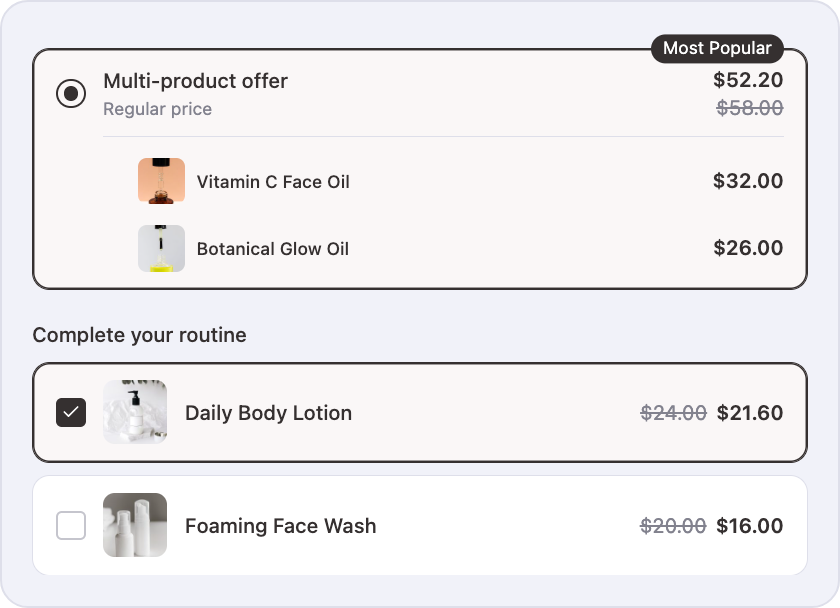 Most Popular
Multi-product offer $52.20
Regular price $58.00
Vitamin C Face Oil $32.00
Botanical Glow Oil $26.00
Complete your routine
Daily Body Lotion $24.00 $21.60
Foaming Face Wash $20.00 $16.00